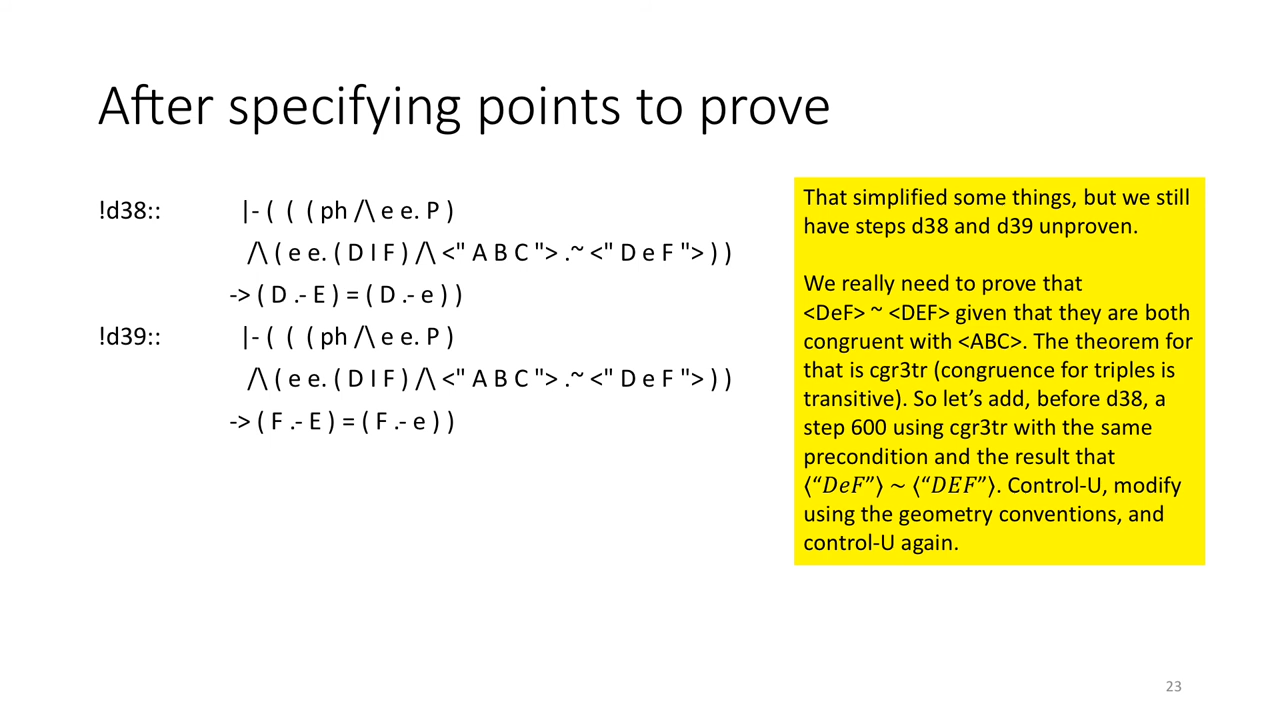 After specifying points to prove
!d38:: |- ( ( ( ph /\ e e. P )
/\ ( e e. ( D I F ) /\ <" A B C "> .~ <" D e F "> ) )
-> ( D .- E ) = ( D .- e ) )
!d39:: |- ( ( ( ph /\ e e. P )
/\ ( e e. ( D I F ) /\ <" A B C "> .~ <" D e F "> ) )
-> ( F .- E ) = ( F .- e ) )
That simplified some things, but we still
have steps d38 and d39 unproven.
We really need to prove that
<DeF> ~ <DEF> given that they are both
congruent with <ABC>. The theorem for
that is cgr3tr (congruence for triples is
transitive). So let’s add, before d38, a
step 600 using cgr3tr with the same
precondition and the result that
⟨“DeF”⟩ ~ ⟨“DEF”⟩. Control-U, modify
using the geometry conventions, and
control-U again.
23